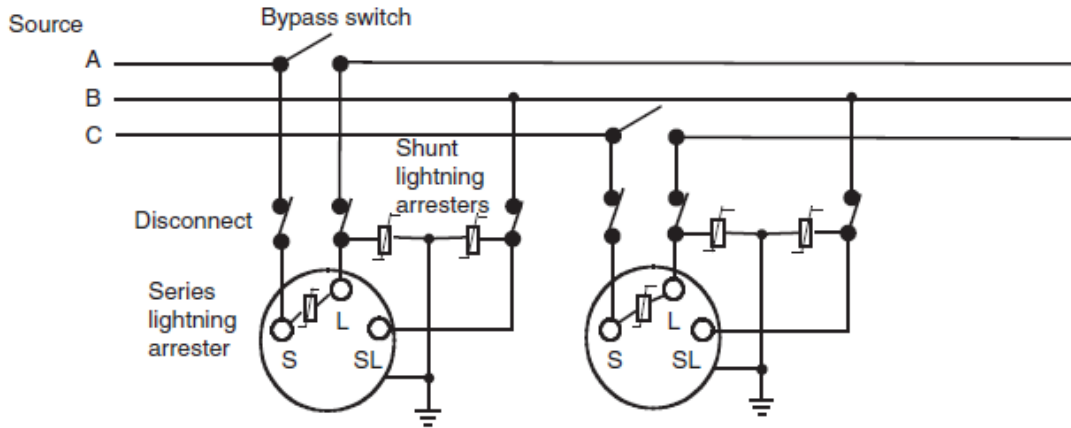 Bypass switch
Source
A
B
C
Shunt
lightning
arresters
Disconnect
Series
lightning
arrester
L
S
SL
L
S
SL